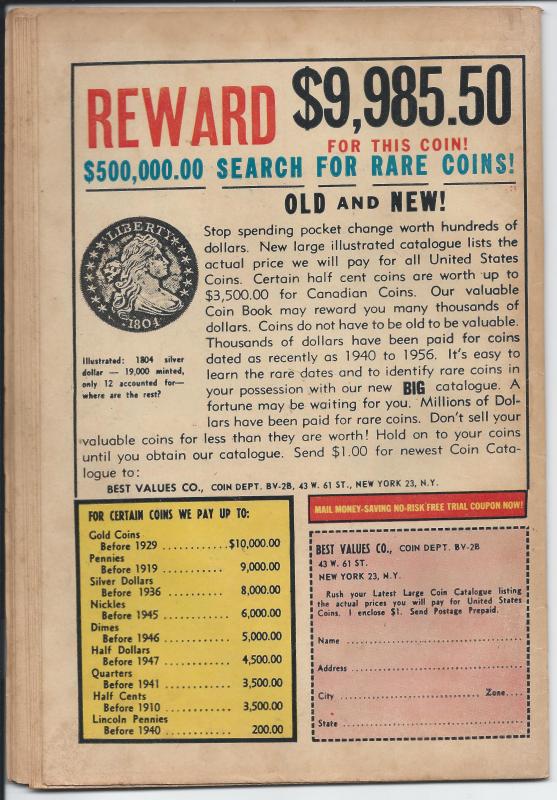 REWARD $9,985.50
FOR THIS COIN!
$500,000.00 SEARCH FOR RARE COINS!
OLD AND NEW!
LIBERTY
1804
Illustrated: 1804 silver
dollar — 19,000 minted,
only 12 accounted for—
where are the rest?
Stop spending pocket change worth hundreds of
dollars. New large illustrated catalogue lists the
actual price we will pay for all United States
Coins. Certain half cent coins are worth up to
$3,500.00 for Canadian Coins. Our valuable
Coin Book may reward you many thousands of
dollars. Coins do not have to be old to be valuable.
Thousands of dollars have been paid for coins
dated as recently as 1940 to 1956. It's easy to
learn the rare dates and to identify rare coins in
your possession with our new BIG catalogue. A
fortune may be waiting for you. Millions of Dol-
lars have been paid for rare coins. Don't sell your
valuable coins for less than they are worth! Hold on to your coins
until you obtain our catalogue. Send $1.00 for newest Coin Cata-
logue to:
BEST VALUES CO., COIN DEPT. BV-2B, 43 W. 61 ST., NEW YORK 23, N.Y.
FOR CERTAIN COINS WE PAY UP TO:
Gold Coins
Before 1929 ............$10,000.00
Pennies
Before 1919 ............ 9,000.00
Silver Dollars
Before 1936 ............ 8,000.00
Nickles
Before 1945 ............ 6,000.00
Dimes
Before 1946 ............ 5,000.00
Half Dollars
Before 1947 ............ 4,500.00
Quarters
Before 1941 ............ 3,500.00
Half Cents
Before 1910 ............ 3,500.00
Lincoln Pennies
Before 1940 ............ 200.00
MAIL MONEY-SAVING NO-RISK FREE TRIAL COUPON NOW!
BEST VALUES CO., COIN DEPT. BV-2B
43 W. 61 ST.
NEW YORK 23, N.Y.
Rush your Latest Large Coin Catalogue listing
the actual prices you will pay for United States
Coins. I enclose $1. Send Postage Prepaid.
Name ............................................
Address ..........................................
City .................................. Zone....
State ............................................